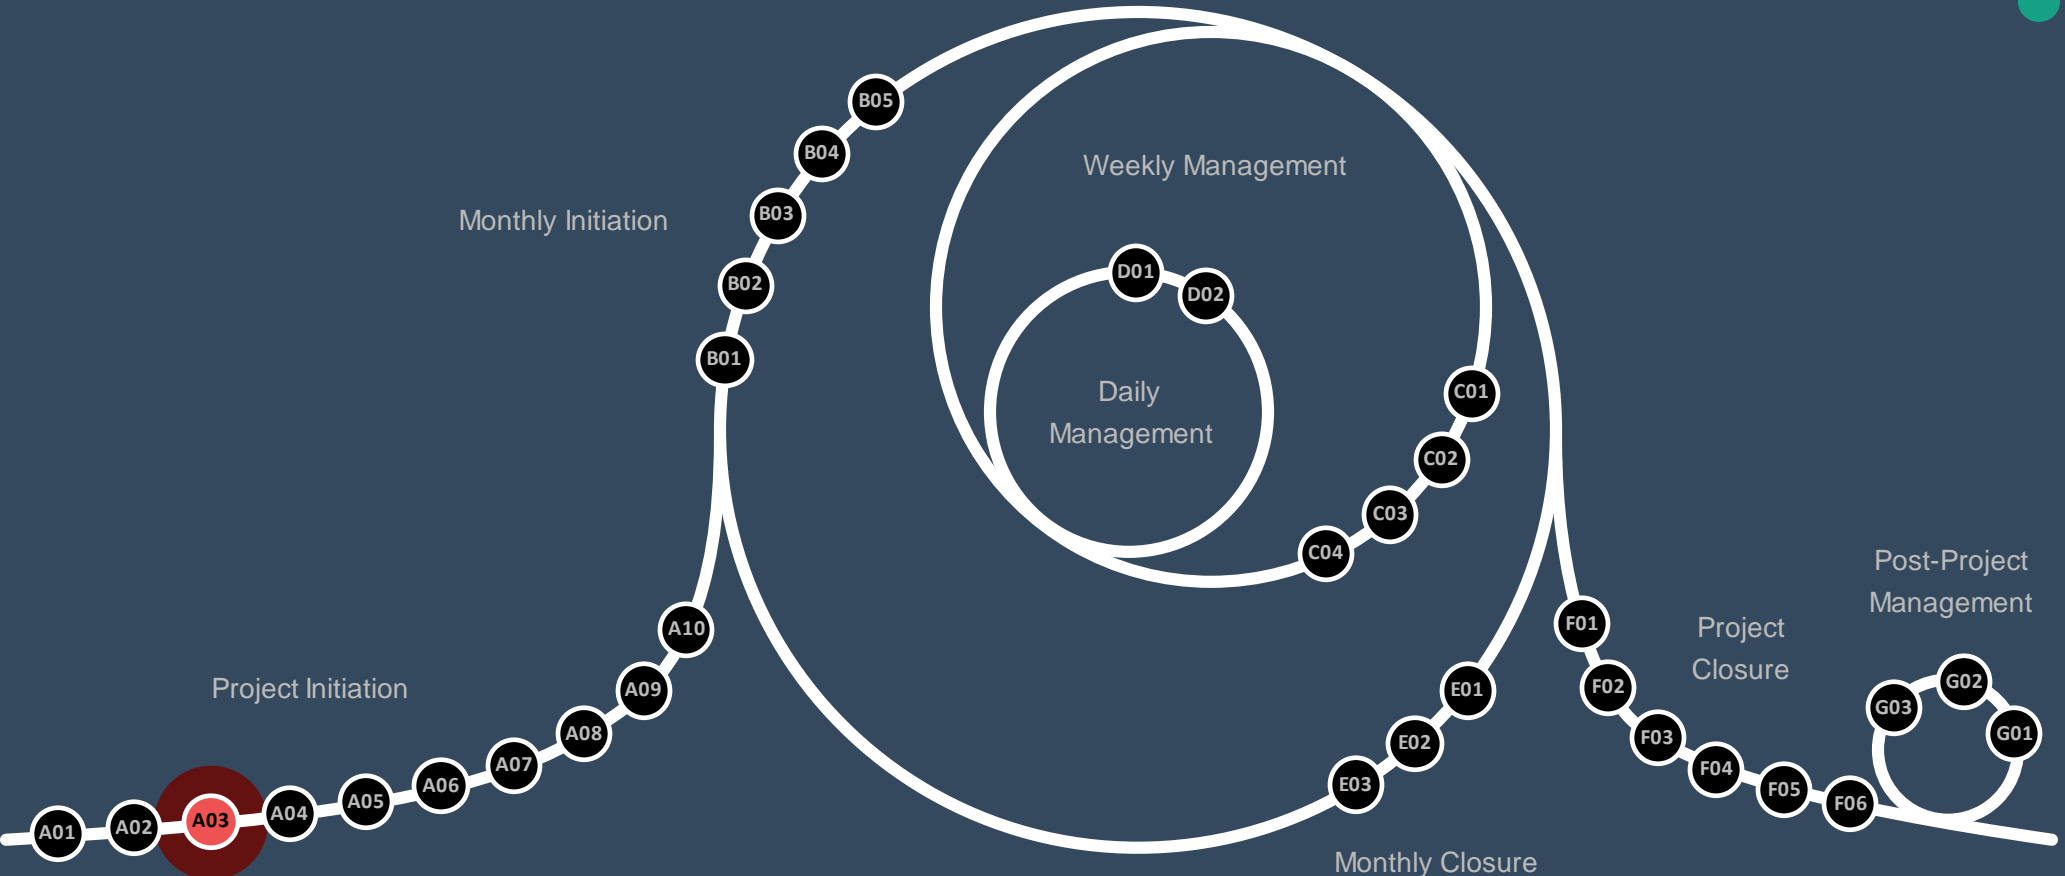 B05
B04
Weekly Management
Monthly Initiation
B03
B02
D01
D02
B01
Daily
Management
C01
C02
C03
C04
Post-Project
Management
A10
F01
Project
Closure
Project Initiation
A09
E01
F02
G02
G03
A08
E02
F03
G01
A07
F04
A06
E03
F05
A05
F06
A04
A03
A02
A01
Monthly Closure